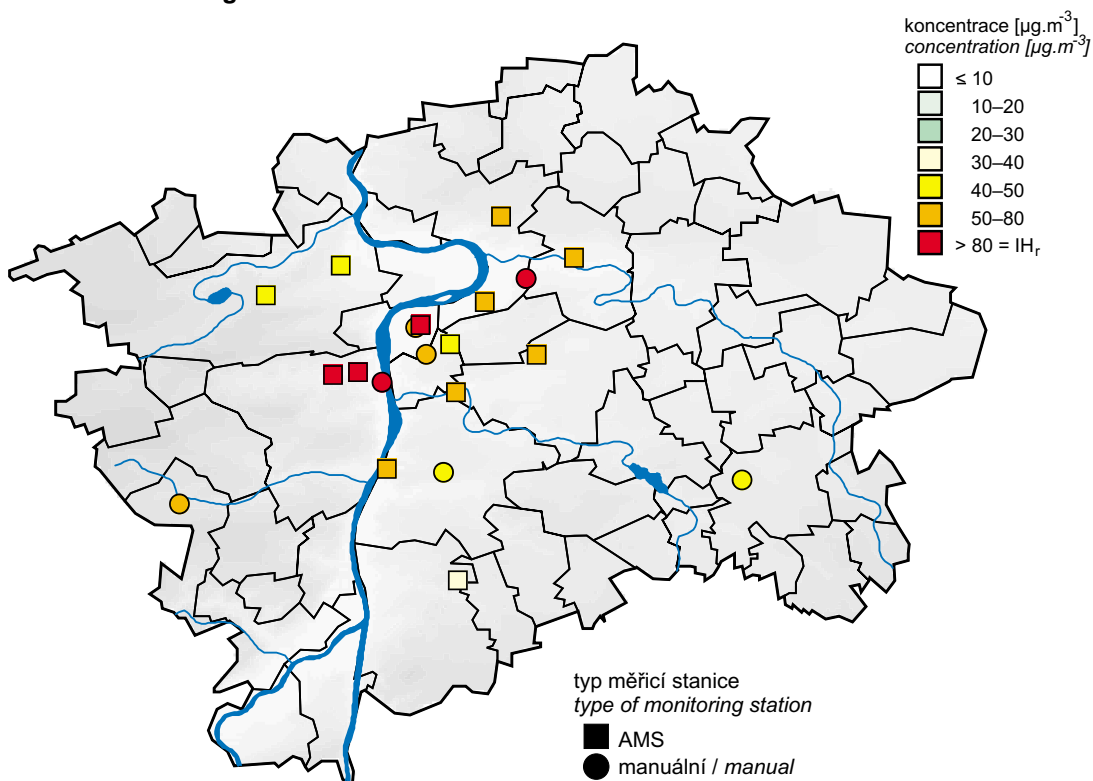 koncentrace [µg.m-3]
concentration [µg.m-3]
≤ 10
10–20
20–30
30–40
40–50
50–80
> 80 = IHr
typ měřicí stanice
type of monitoring station
AMS
manuální / manual